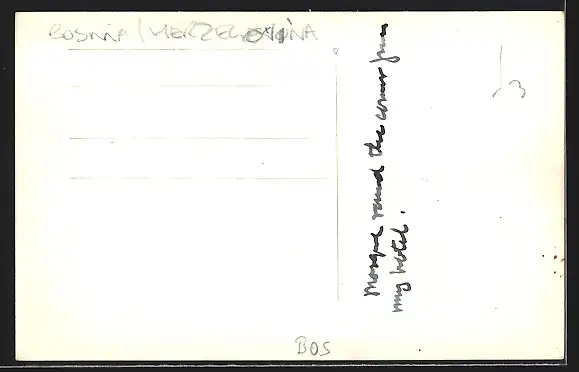 BOSNIA / HERZEGOVINA
Mosque round the corner from
my hotel.
BOS